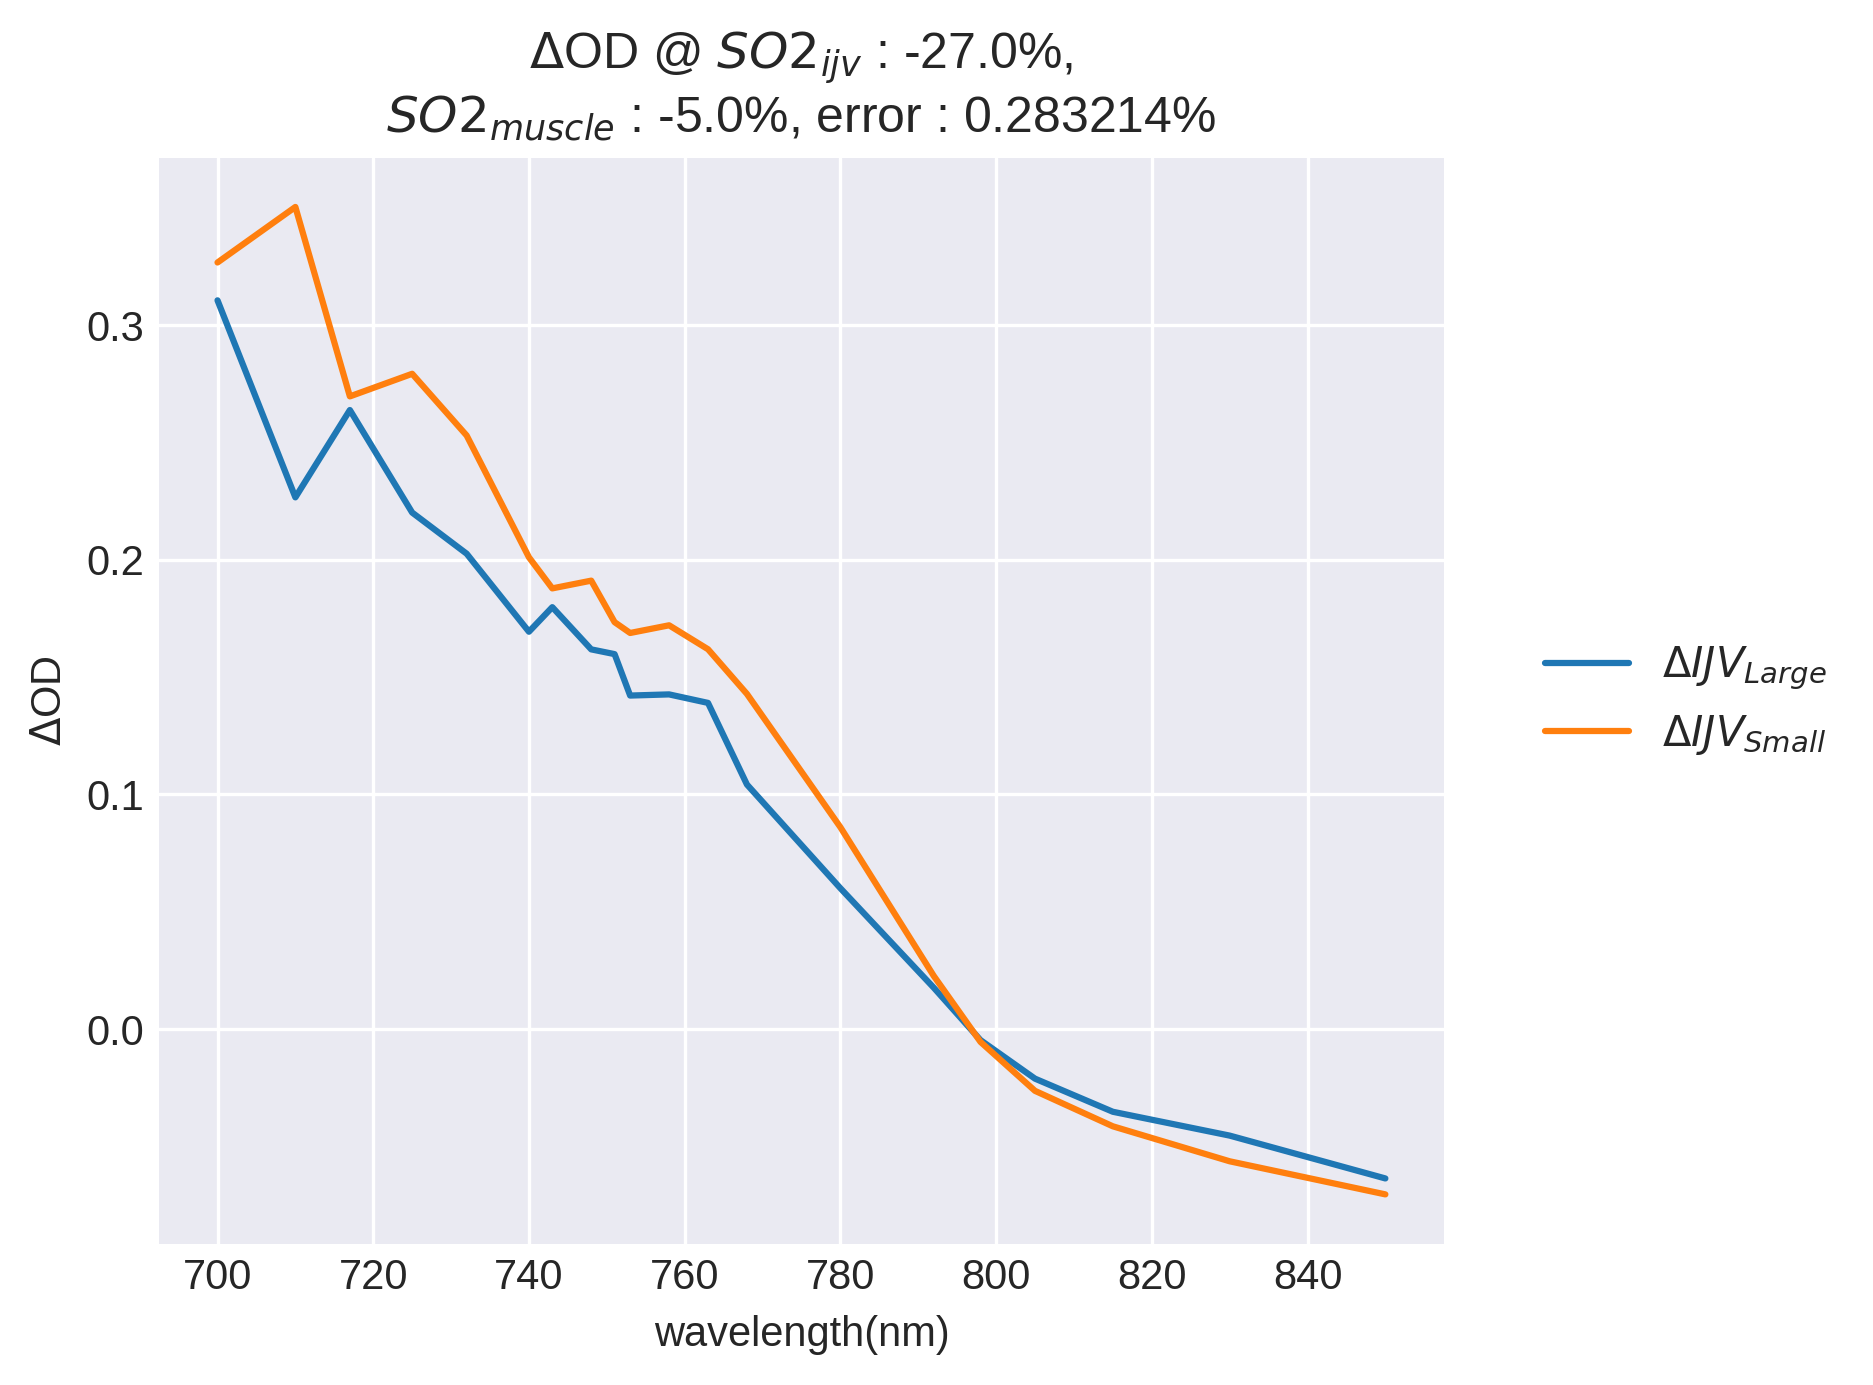 ΔOD @ SO2ijv : -27.0%,
SO2muscle : -5.0%, error : 0.283214%
ΔOD
0.3
0.2
0.1
0.0
700 720 740 760 780 800 820 840
wavelength(nm)
ΔIJVLarge
ΔIJVSmall